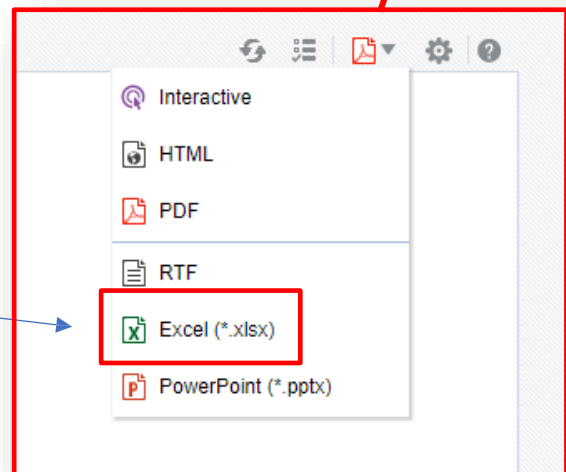 Interactive
HTML
PDF
RTF
Excel (*.xlsx)
PowerPoint (*.pptx)